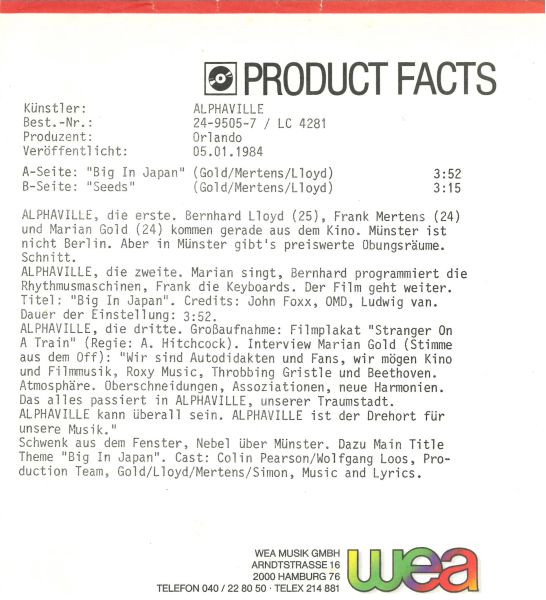 PRODUCT FACTS
Künstler: ALPHAVILLE
Best.-Nr.: 24-9505-7 / LC 4281
Produzent: Orlando
Veröffentlicht: 05.01.1984
A-Seite: "Big In Japan" (Gold/Mertens/Lloyd) 3:52
B-Seite: "Seeds" (Gold/Mertens/Lloyd) 3:15
ALPHAVILLE, die erste. Bernhard Lloyd (25), Frank Mertens (24)
und Marian Gold (24) kommen gerade aus dem Kino. Münster ist
nicht Berlin. Aber in Münster gibt's preiswerte Obungsräume.
Schnitt.
ALPHAVILLE, die zweite. Marian singt, Bernhard programmiert die
Rhythmusmaschinen, Frank die Keyboards. Der Film geht weiter.
Titel: "Big In Japan". Credits: John Foxx, OMD, Ludwig van.
Dauer der Einstellung: 3:52.
ALPHAVILLE, die dritte. Großaufnahme: Filmplakat "Stranger On
A Train" (Regie: A. Hitchcock). Interview Marian Gold (Stimme
aus dem Off): "Wir sind Autodidakten und Fans, wir mögen Kino
und Filmmusik, Roxy Music, Throbbing Gristle und Beethoven.
Atmosphäre. Oberschneidungen, Assoziationen, neue Harmonien.
Das alles passiert in ALPHAVILLE, unserer Traumstadt.
ALPHAVILLE kann überall sein. ALPHAVILLE ist der Drehort für
unsere Musik."
Schwenk aus dem Fenster, Nebel über Münster. Dazu Main Title
Theme "Big In Japan". Cast: Colin Pearson/Wolfgang Loos, Pro-
duction Team, Gold/Lloyd/Mertens/Simon, Music and Lyrics.
WEA MUSIK GMBH
ARNDTSTRASSE 16
2000 HAMBURG 76
TELEFON 040 / 22 80 50 · TELEX 214 881
wea